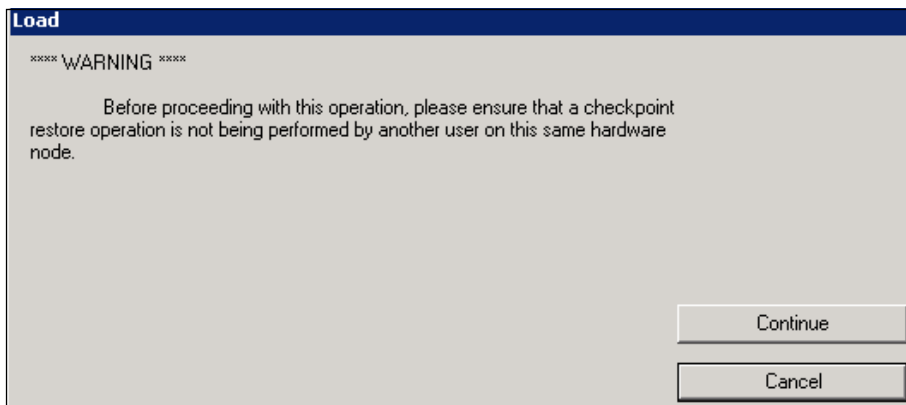 Load
**** WARNING ****
Before proceeding with this operation, please ensure that a checkpoint
restore operation is not being performed by another user on this same hardware
node.
Continue
Cancel